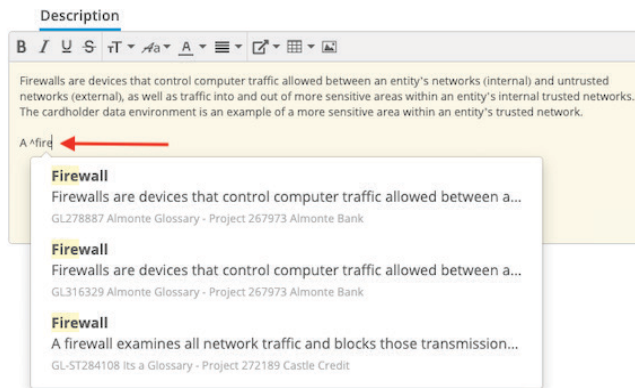 Description
B I U S TT Aa A
Firewalls are devices that control computer traffic allowed between an entity's networks (internal) and untrusted
networks (external), as well as traffic into and out of more sensitive areas within an entity's internal trusted networks.
The cardholder data environment is an example of a more sensitive area within an entity's trusted network.
A ^fire
Firewall
Firewalls are devices that control computer traffic allowed between a...
GL278887 Almonte Glossary - Project 267973 Almonte Bank
Firewall
Firewalls are devices that control computer traffic allowed between a...
GL316329 Almonte Glossary - Project 267973 Almonte Bank
Firewall
A firewall examines all network traffic and blocks those transmission...
GL-ST284108 Its a Glossary - Project 272189 Castle Credit